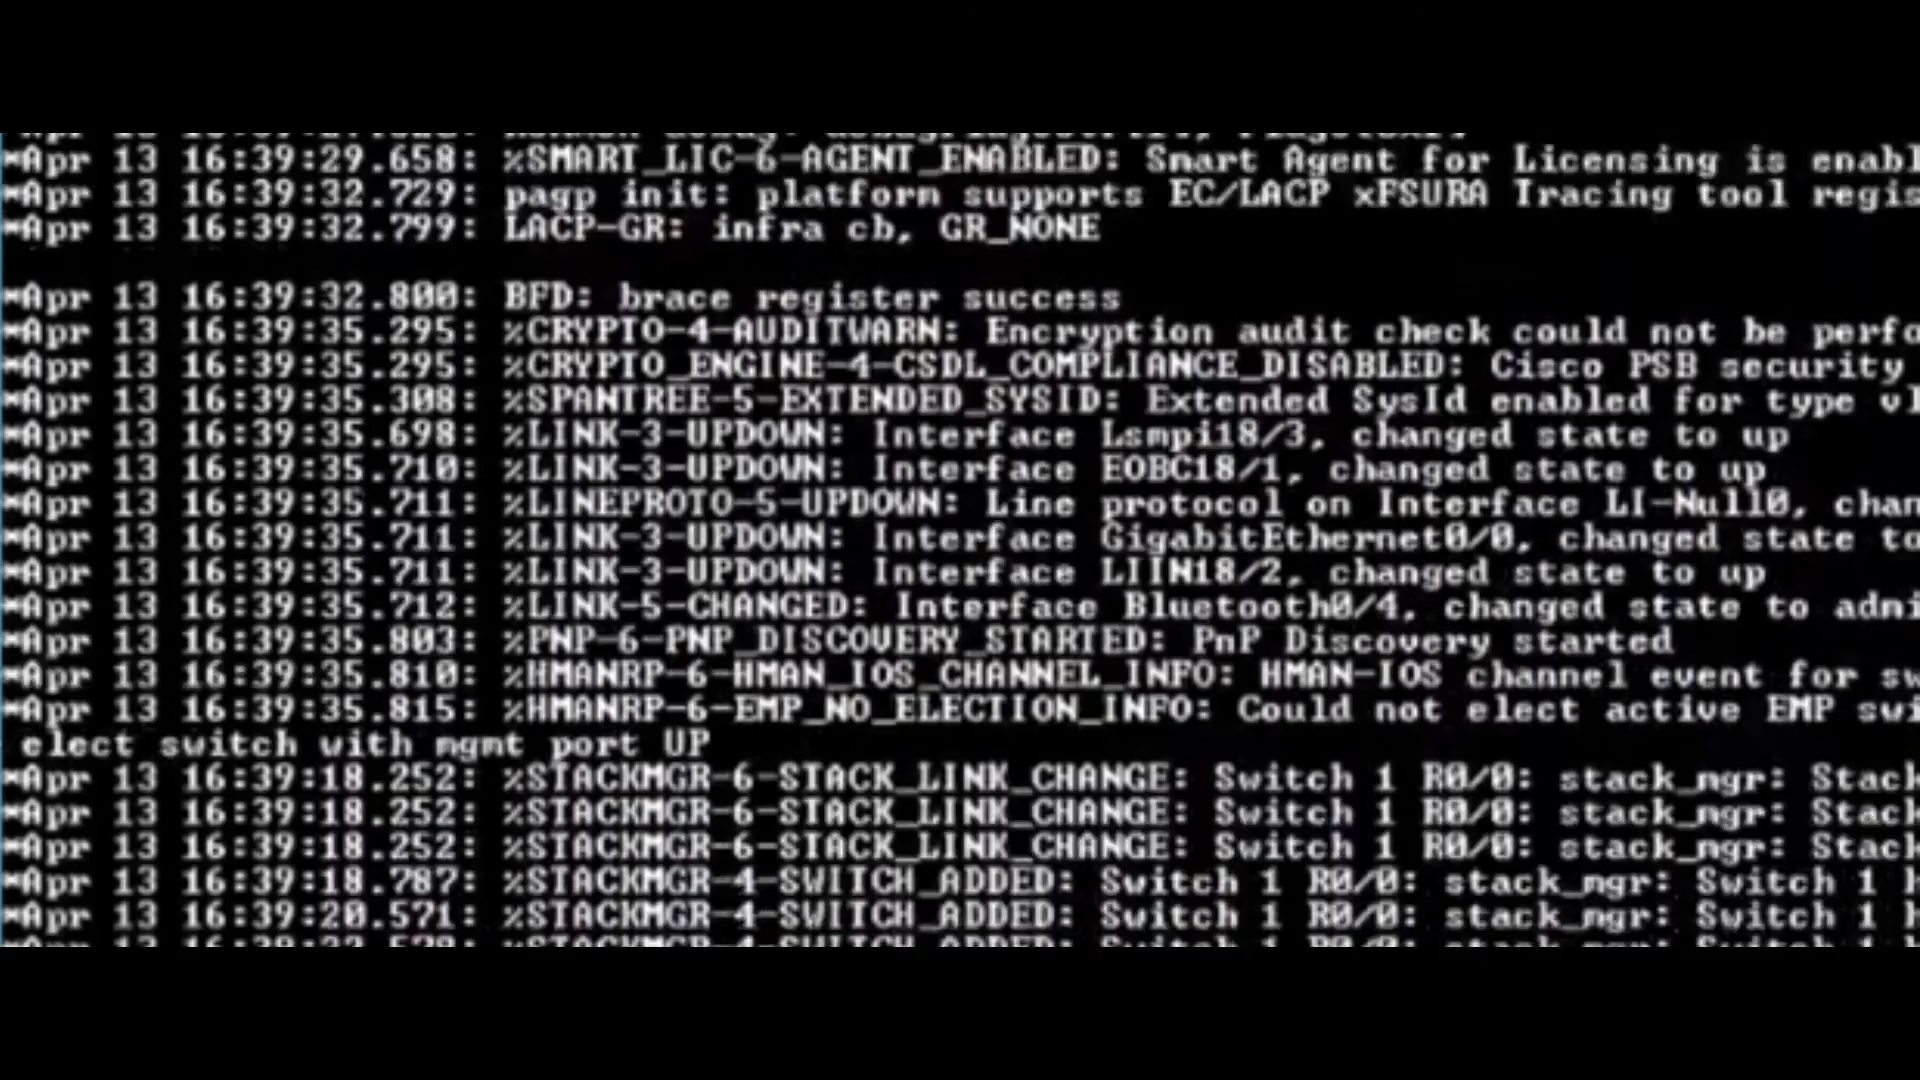 *Apr 13 16:39:29.658: %SMART_LIC-6-AGENT_ENABLED: Smart Agent for Licensing is enabl
*Apr 13 16:39:32.729: pagp init: platform supports EC/LACP xFSURA Tracing tool regis
*Apr 13 16:39:32.799: LACP-GR: infra cb, GR_NONE
*Apr 13 16:39:32.800: BFD: brace register success
*Apr 13 16:39:35.295: %CRYPTO-4-AUDITWARN: Encryption audit check could not be perfo
*Apr 13 16:39:35.295: %CRYPTO_ENGINE-4-CSDL_COMPLIANCE_DISABLED: Cisco PSB security
*Apr 13 16:39:35.308: %SPANTREE-5-EXTENDED_SYSID: Extended SysId enabled for type vl
*Apr 13 16:39:35.698: %LINK-3-UPDOWN: Interface Lsmpi18/3, changed state to up
*Apr 13 16:39:35.710: %LINK-3-UPDOWN: Interface EOBC18/1, changed state to up
*Apr 13 16:39:35.711: %LINEPROTO-5-UPDOWN: Line protocol on Interface LI-Null0, chan
*Apr 13 16:39:35.711: %LINK-3-UPDOWN: Interface GigabitEthernet0/0, changed state to
*Apr 13 16:39:35.711: %LINK-3-UPDOWN: Interface LIIN18/2, changed state to up
*Apr 13 16:39:35.712: %LINK-5-CHANGED: Interface Bluetooth0/4, changed state to admi
*Apr 13 16:39:35.803: %PNP-6-PNP_DISCOVERY_STARTED: PnP Discovery started
*Apr 13 16:39:35.810: %HMANRP-6-HMAN_IOS_CHANNEL_INFO: HMAN-IOS channel event for sw
*Apr 13 16:39:35.815: %HMANRP-6-EMP_NO_ELECTION_INFO: Could not elect active EMP swi
elect switch with mgmt port UP
*Apr 13 16:39:18.252: %STACKMGR-6-STACK_LINK_CHANGE: Switch 1 R0/0: stack_mgr: Stack
*Apr 13 16:39:18.252: %STACKMGR-6-STACK_LINK_CHANGE: Switch 1 R0/0: stack_mgr: Stack
*Apr 13 16:39:18.252: %STACKMGR-6-STACK_LINK_CHANGE: Switch 1 R0/0: stack_mgr: Stack
*Apr 13 16:39:18.787: %STACKMGR-4-SWITCH_ADDED: Switch 1 R0/0: stack_mgr: Switch 1 h
*Apr 13 16:39:20.571: %STACKMGR-4-SWITCH_ADDED: Switch 1 R0/0: stack_mgr: Switch 1 h